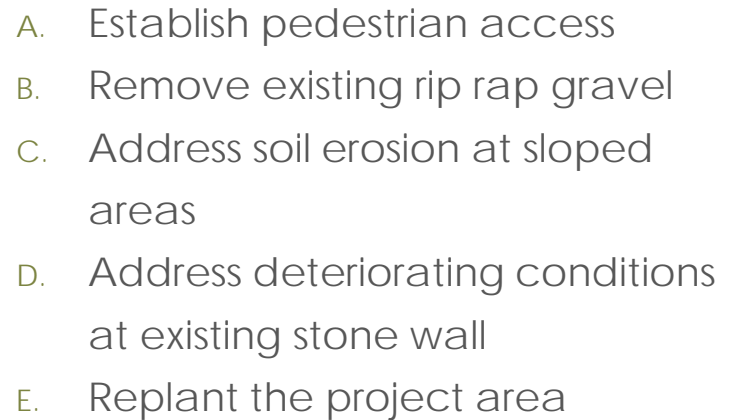 A. Establish pedestrian access
B. Remove existing rip rap gravel
C. Address soil erosion at sloped
areas
D. Address deteriorating conditions
at existing stone wall
E. Replant the project area